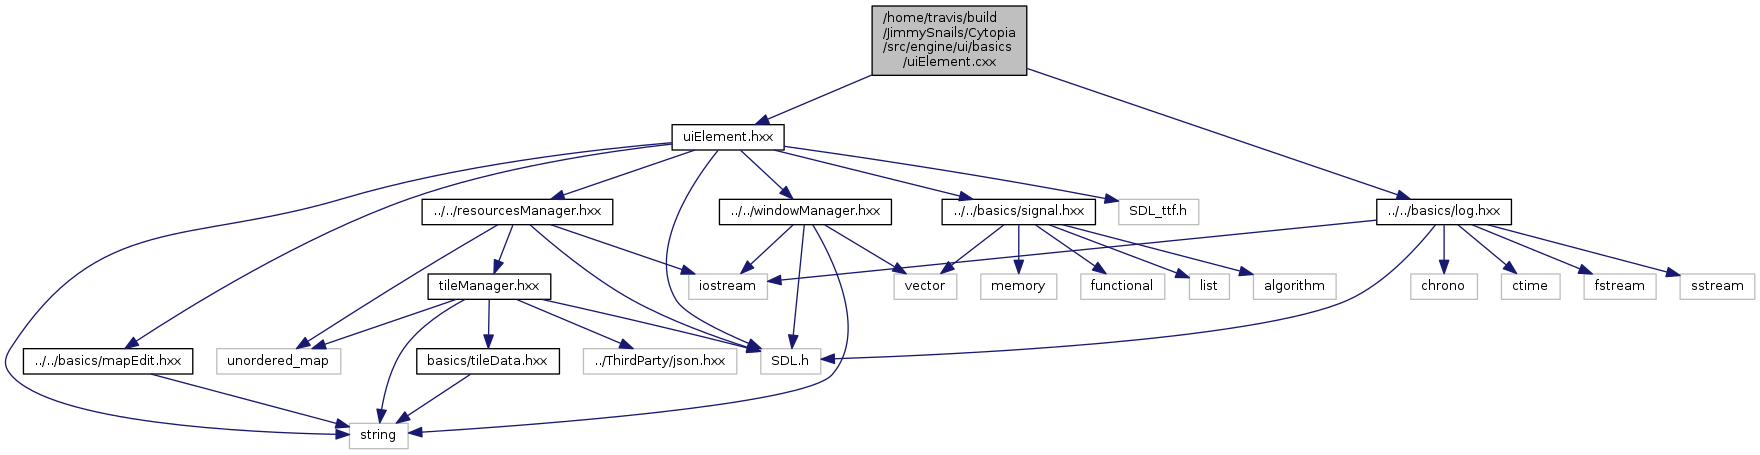 /home/travis/build
/JimmySnails/Cytopia
/src/engine/ui/basics
/uiElement.cxx
uiElement.hxx
../../resourcesManager.hxx
../../windowManager.hxx
../../basics/signal.hxx
SDL_ttf.h
../../basics/log.hxx
tileManager.hxx
iostream
vector
memory
functional
list
algorithm
chrono
ctime
fstream
sstream
../../basics/mapEdit.hxx
unordered_map
basics/tileData.hxx
../ThirdParty/json.hxx
SDL.h
string